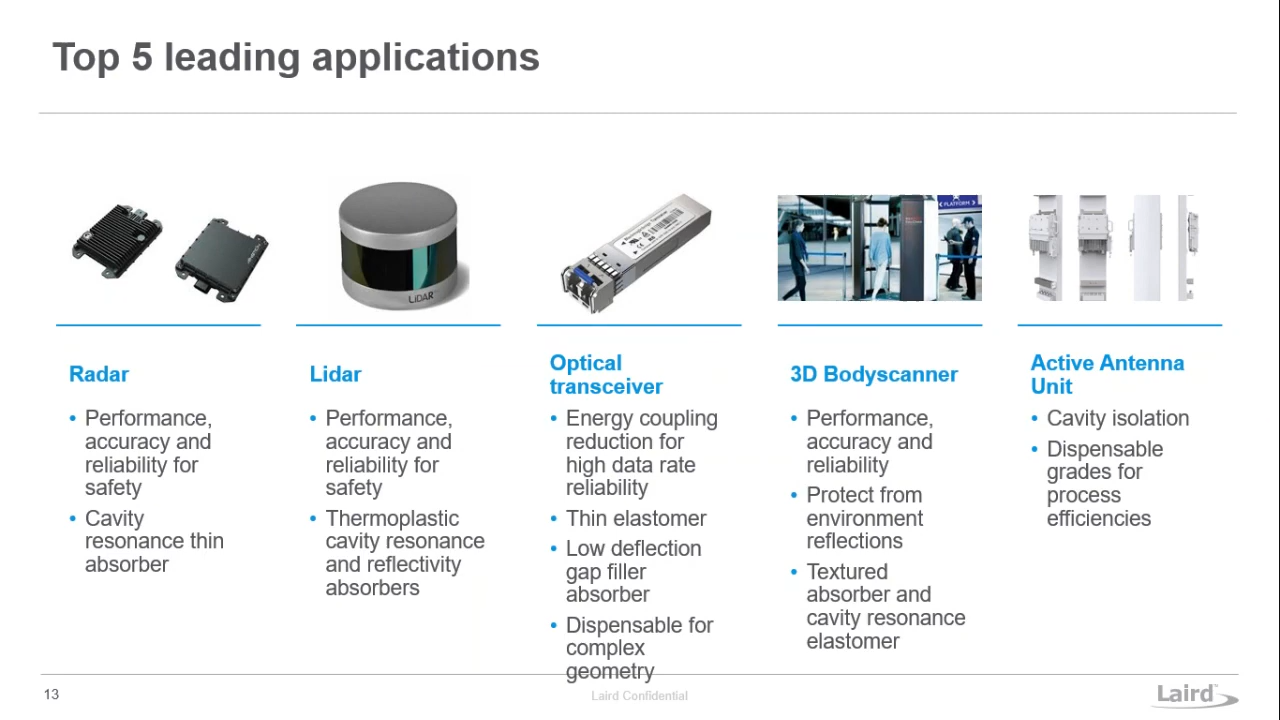 Top 5 leading applications
LiDAR
PLATFORM
Radar
• Performance,
accuracy and
reliability for
safety
• Cavity
resonance thin
absorber
Lidar
• Performance,
accuracy and
reliability for
safety
• Thermoplastic
cavity resonance
and reflectivity
absorbers
Optical
transceiver
• Energy coupling
reduction for
high data rate
reliability
• Thin elastomer
• Low deflection
gap filler
absorber
• Dispensable for
complex
geometry
3D Bodyscanner
• Performance,
accuracy and
reliability
• Protect from
environment
reflections
• Textured
absorber and
cavity resonance
elastomer
Active Antenna
Unit
• Cavity isolation
• Dispensable
grades for
process
efficiencies
13
Laird Confidential
Laird™